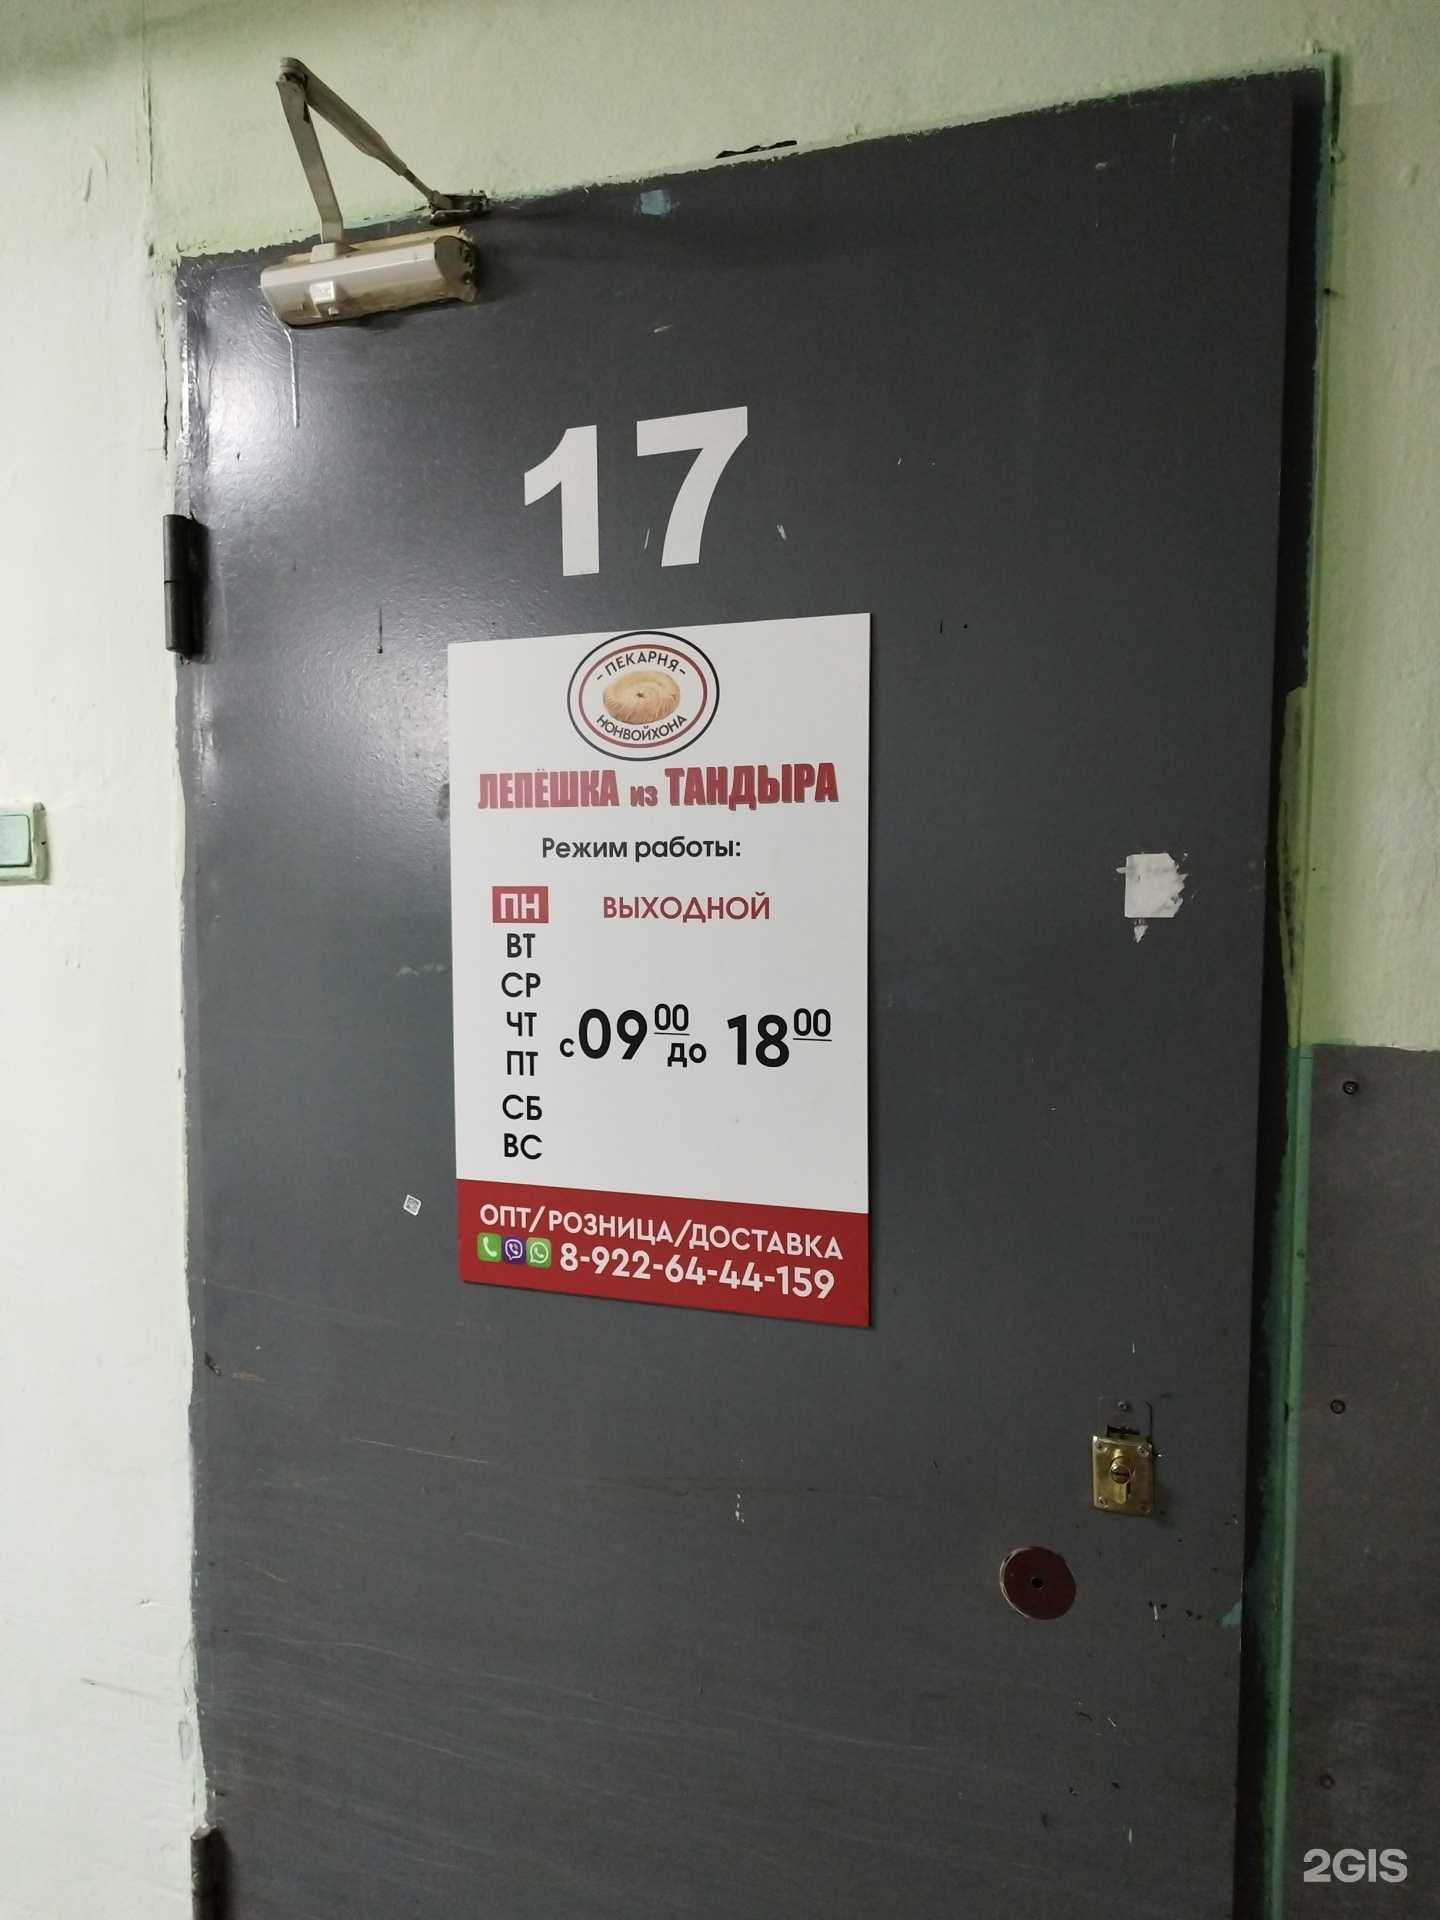 17
- ПЕКАРНЯ -
НОНВОЙХОНА
ЛЕПЁШКА из ТАНДЫРА
Режим работы:
ПН ВЫХОДНОЙ
ВТ
СР
ЧТ
ПТ
СБ
ВС
с 09 00 до 18 00
ОПТ/РОЗНИЦА/ДОСТАВКА
8-922-64-44-159
2GIS